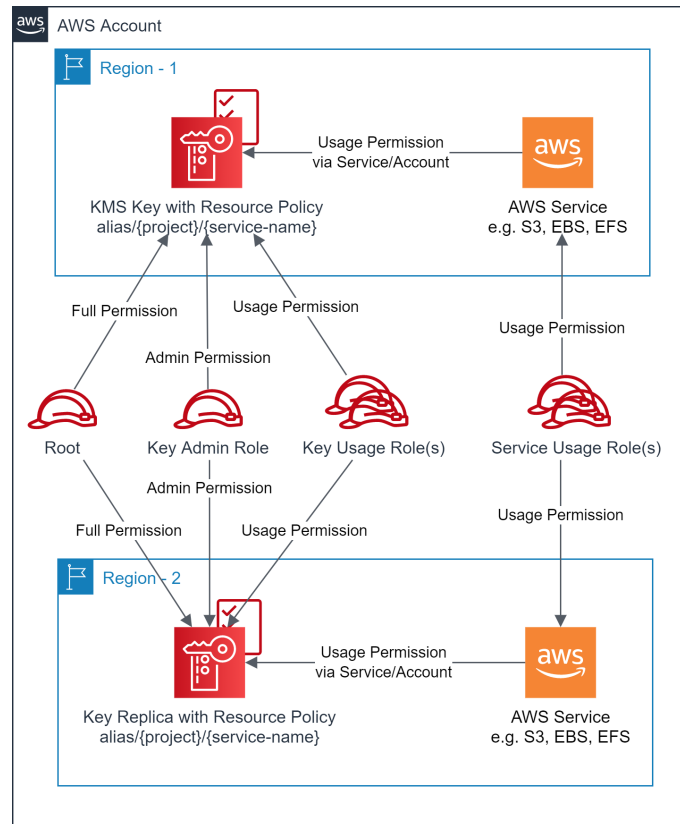 aws
AWS Account
Region - 1
Usage Permission
via Service/Account
aws
KMS Key with Resource Policy
alias/{project}/{service-name}
AWS Service
e.g. S3, EBS, EFS
Full Permission
Usage Permission
Usage Permission
Admin Permission
Root
Key Admin Role
Key Usage Role(s)
Service Usage Role(s)
Admin Permission
Full Permission
Usage Permission
Usage Permission
Region - 2
Usage Permission
via Service/Account
aws
Key Replica with Resource Policy
alias/{project}/{service-name}
AWS Service
e.g. S3, EBS, EFS